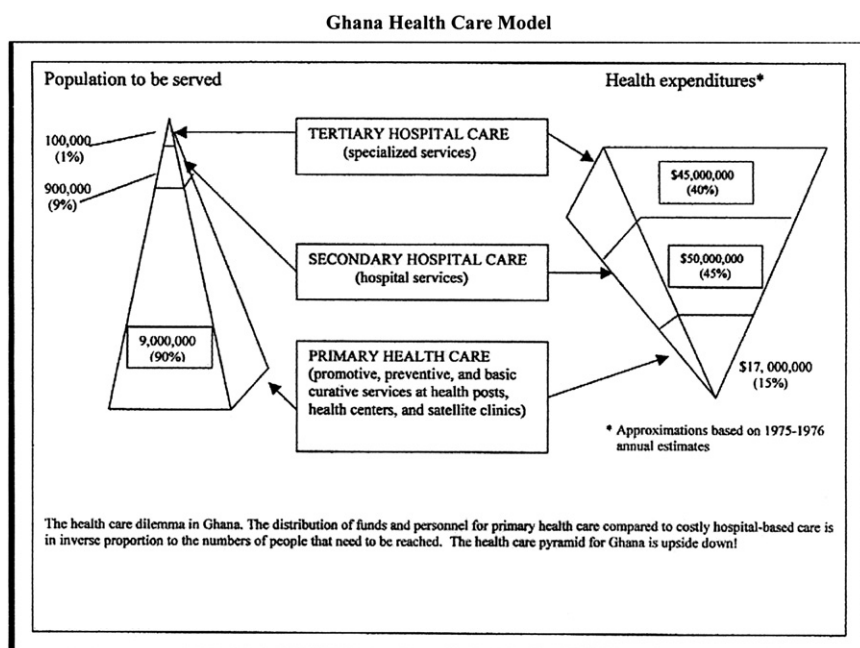 Ghana Health Care Model
Population to be served
Health expenditures*
100,000
(1%)
900,000
(9%)
9,000,000
(90%)
TERTIARY HOSPITAL CARE
(specialized services)
SECONDARY HOSPITAL CARE
(hospital services)
PRIMARY HEALTH CARE
(promotive, preventive, and basic
curative services at health posts,
health centers, and satellite clinics)
$45,000,000
(40%)
$50,000,000
(45%)
$17, 000,000
(15%)
* Approximations based on 1975-1976
annual estimates
The health care dilemma in Ghana. The distribution of funds and personnel for primary health care compared to costly hospital-based care is
in inverse proportion to the numbers of people that need to be reached. The health care pyramid for Ghana is upside down!